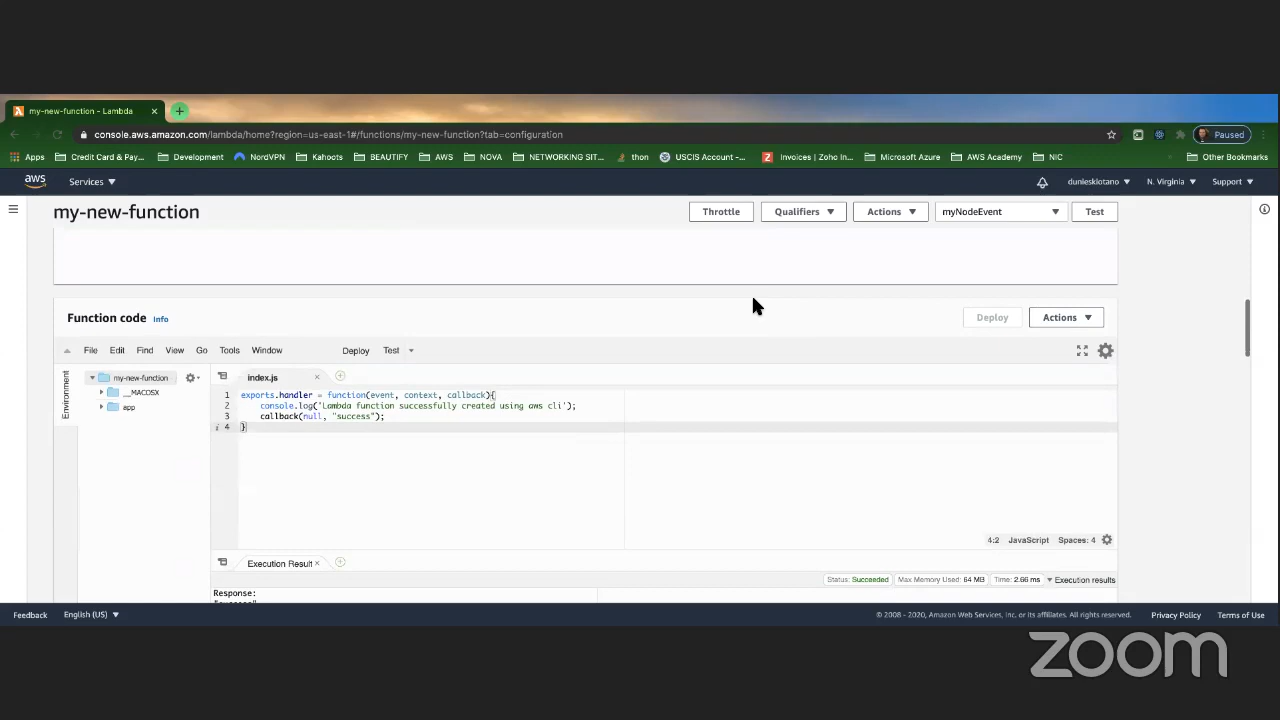 my-new-function - Lambda
console.aws.amazon.com/lambda/home?region=us-east-1#/functions/my-new-function?tab=configuration
Paused
Apps Credit Card & Pay... Development NordVPN Kahoots BEAUTIFY AWS NOVA NETWORKING SIT... thon USCIS Account -... Invoices | Zoho In... Microsoft Azure AWS Academy NIC Other Bookmarks
aws Services dunieskiotano N. Virginia Support
my-new-function Throttle Qualifiers Actions myNodeEvent Test
Function code Info Deploy Actions
File Edit Find View Go Tools Window Deploy Test
Environment
my-new-function
__MACOSX
app
index.js
1 exports.handler = function(event, context, callback){
2 console.log('Lambda function successfully created using aws cli');
3 callback(null, "success");
4 }
4:2 JavaScript Spaces: 4
Execution Result
Status: Succeeded Max Memory Used: 64 MB Time: 2.66 ms Execution results
Response:
"success"
Feedback English (US) © 2008 - 2020, Amazon Web Services, Inc. or its affiliates. All rights reserved. Privacy Policy Terms of Use
zoom